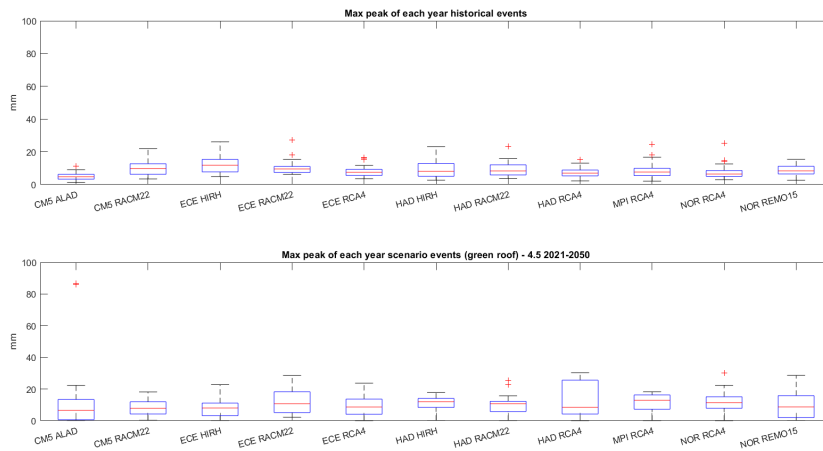 Max peak of each year historical events
100
80
60
40
20
0
mm
CM5 ALAD CM5 RACM22 ECE HIRH ECE RACM22 ECE RCA4 HAD HIRH HAD RACM22 HAD RCA4 MPI RCA4 NOR RCA4 NOR REMO15
Max peak of each year scenario events (green roof) - 4.5 2021-2050
100
80
60
40
20
0
mm
CM5 ALAD CM5 RACM22 ECE HIRH ECE RACM22 ECE RCA4 HAD HIRH HAD RACM22 HAD RCA4 MPI RCA4 NOR RCA4 NOR REMO15